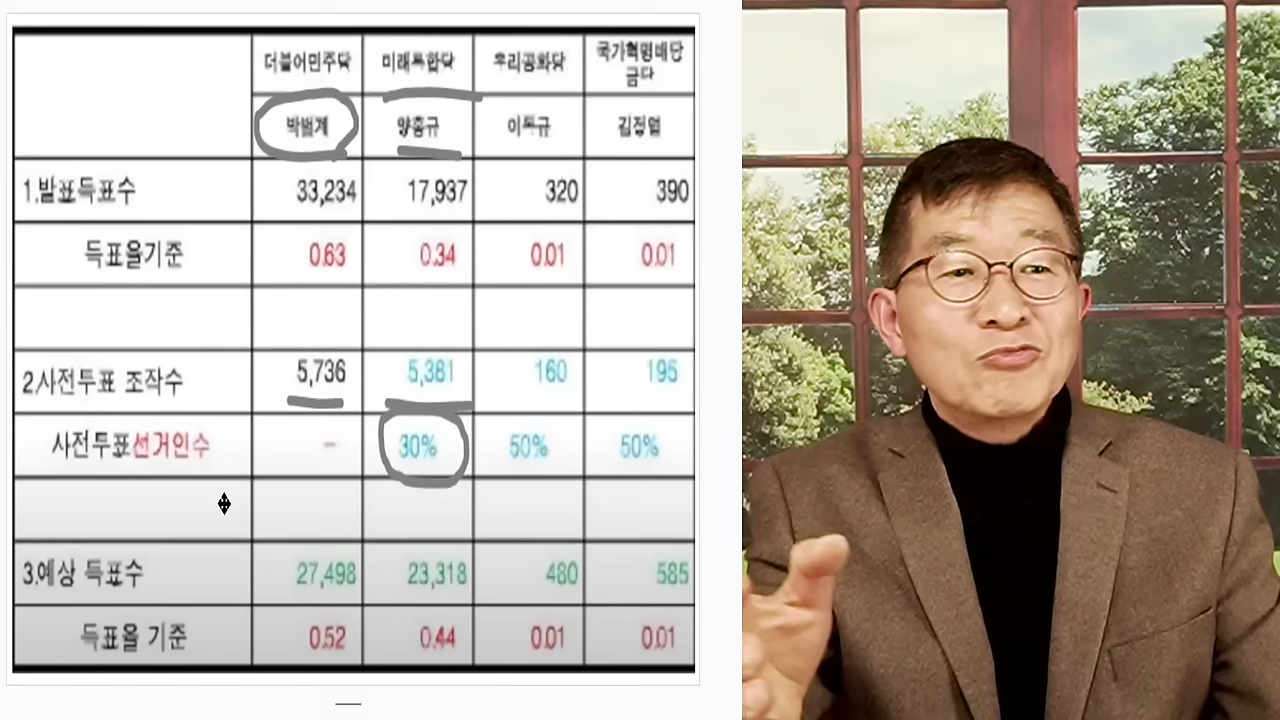 더불어민주당 미래통합당 우리공화당 국가혁명배당금다
박범계 양홍규 이동규 김정열
1.발표득표수 33,234 17,937 320 390
득표율기준 0.63 0.34 0.01 0.01
2.사전투표 조작수 5,736 5,381 160 195
사전투표선거인수 – 30% 50% 50%
3.예상 득표수 27,498 23,318 480 585
득표율 기준 0.52 0.44 0.01 0.01